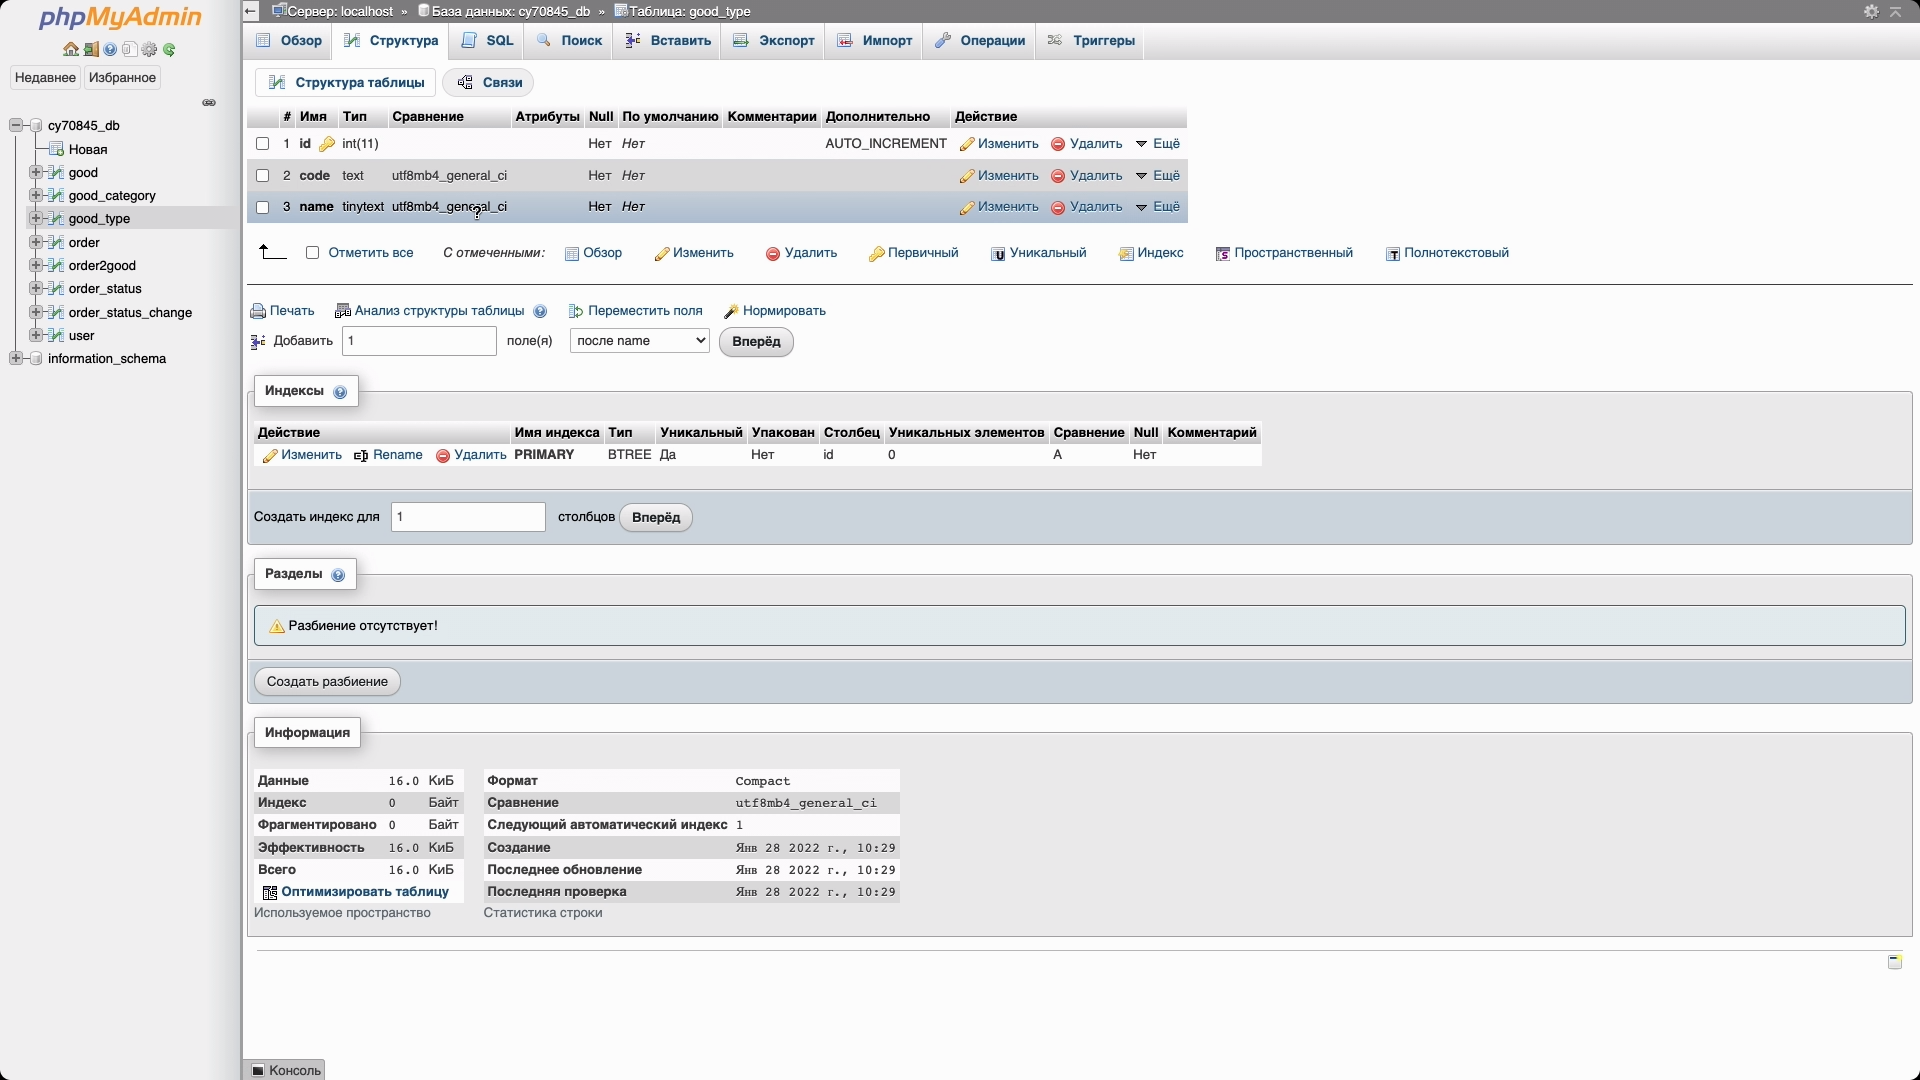 phpMyAdmin
Недавнее Избранное
cy70845_db
Новая
good
good_category
good_type
order
order2good
order_status
order_status_change
user
information_schema
Сервер: localhost » База данных: cy70845_db » Таблица: good_type
Обзор Структура SQL Поиск Вставить Экспорт Импорт Операции Триггеры
Структура таблицы Связи
# Имя Тип Сравнение Атрибуты Null По умолчанию Комментарии Дополнительно Действие
1 id int(11) Нет Нет AUTO_INCREMENT Изменить Удалить Ещё
2 code text utf8mb4_general_ci Нет Нет Изменить Удалить Ещё
3 name tinytext utf8mb4_general_ci Нет Нет Изменить Удалить Ещё
Отметить все С отмеченными: Обзор Изменить Удалить Первичный Уникальный Индекс Пространственный Полнотекстовый
Печать Анализ структуры таблицы Переместить поля Нормировать
Добавить 1 поле(я) после name Вперёд
Индексы
Действие Имя индекса Тип Уникальный Упакован Столбец Уникальных элементов Сравнение Null Комментарий
Изменить Rename Удалить PRIMARY BTREE Да Нет id 0 A Нет
Создать индекс для 1 столбцов Вперёд
Разделы
Разбиение отсутствует!
Создать разбиение
Информация
Данные 16.0 КиБ
Индекс 0 Байт
Фрагментировано 0 Байт
Эффективность 16.0 КиБ
Всего 16.0 КиБ
Оптимизировать таблицу
Используемое пространство
Формат Compact
Сравнение utf8mb4_general_ci
Следующий автоматический индекс 1
Создание Янв 28 2022 г., 10:29
Последнее обновление Янв 28 2022 г., 10:29
Последняя проверка Янв 28 2022 г., 10:29
Статистика строки
Консоль